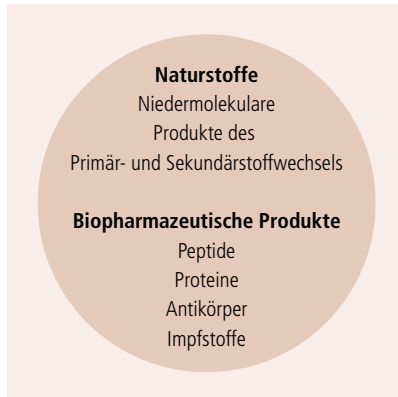 Naturstoffe
Niedermolekulare
Produkte des
Primär- und Sekundärstoffwechsels
Biopharmazeutische Produkte
Peptide
Proteine
Antikörper
Impfstoffe